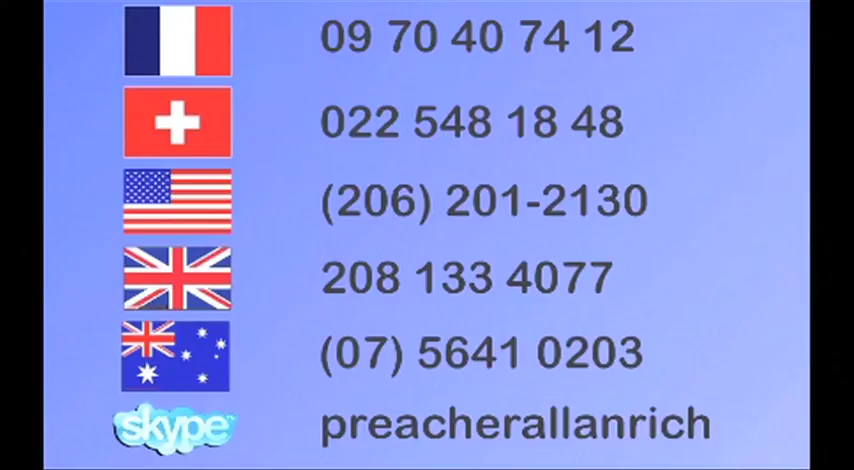 09 70 40 74 12
022 548 18 48
(206) 201-2130
208 133 4077
(07) 5641 0203
skype™ preacherallanrich